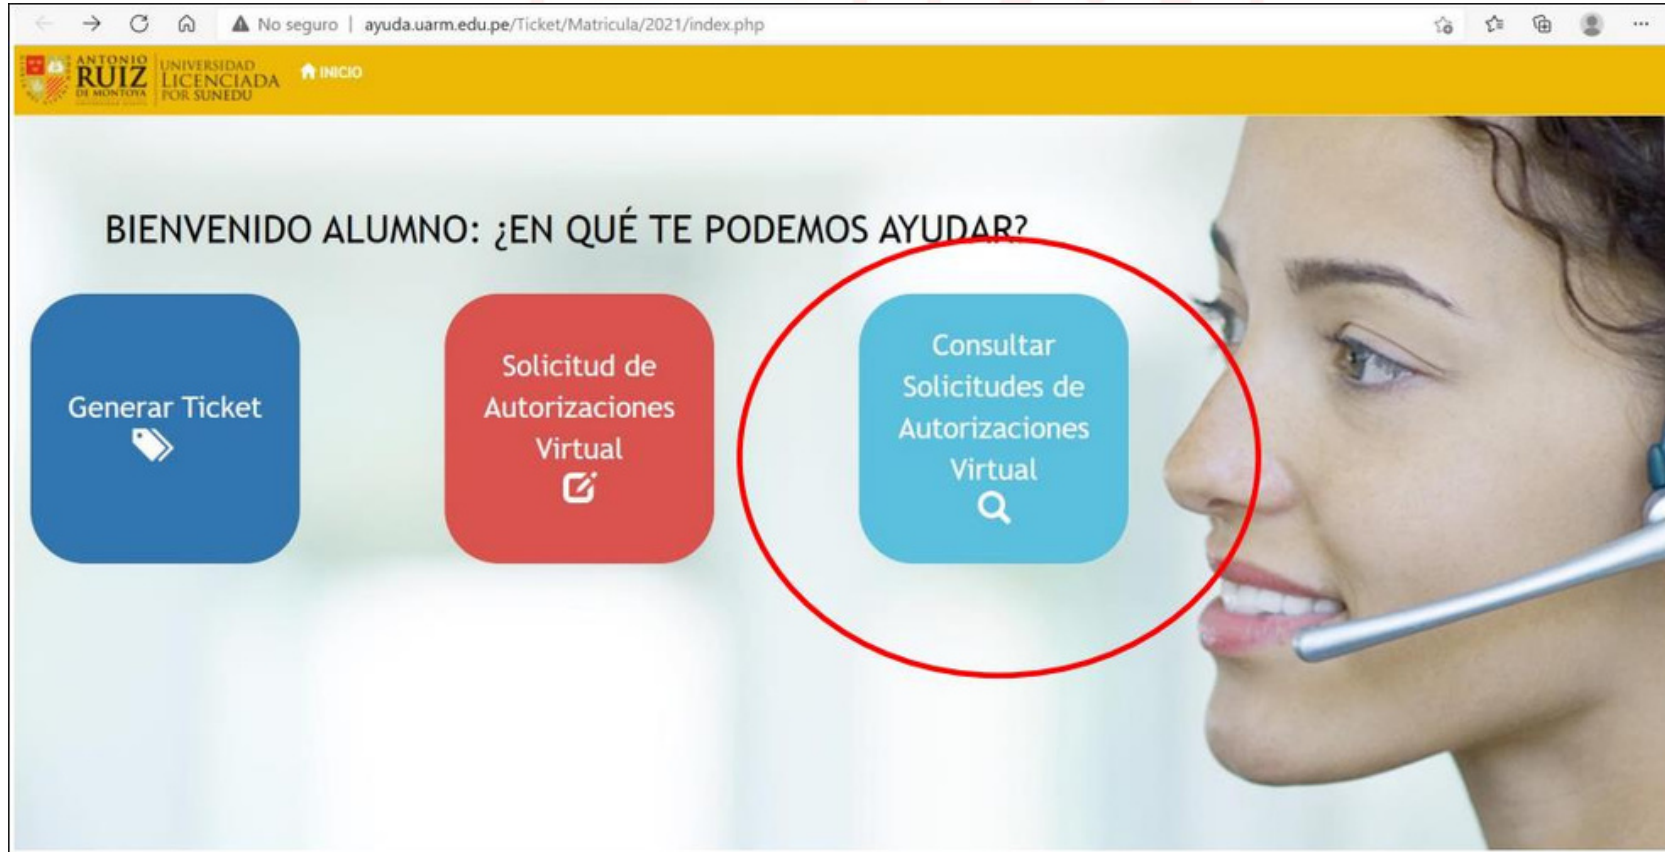 No seguro | ayuda.uarm.edu.pe/Ticket/Matricula/2021/index.php
ANTONIO
RUIZ
DE MONTOYA
UNIVERSIDAD
LICENCIADA
POR SUNEDU
INICIO
BIENVENIDO ALUMNO: ¿EN QUÉ TE PODEMOS AYUDAR?
Generar Ticket
Solicitud de
Autorizaciones
Virtual
Consultar
Solicitudes de
Autorizaciones
Virtual